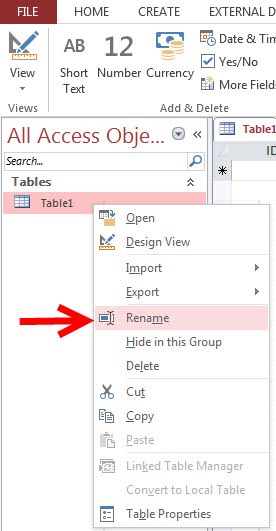 FILE HOME CREATE EXTERNAL D
AB 12 Date & Tim
Yes/No
View Short Text Number Currency More Fields
Views Add & Delete
All Access Obje... « Table1
Search... ID
Tables
Table1
Open
Design View
Import
Export
Rename
Hide in this Group
Delete
Cut
Copy
Paste
Linked Table Manager
Convert to Local Table
Table Properties